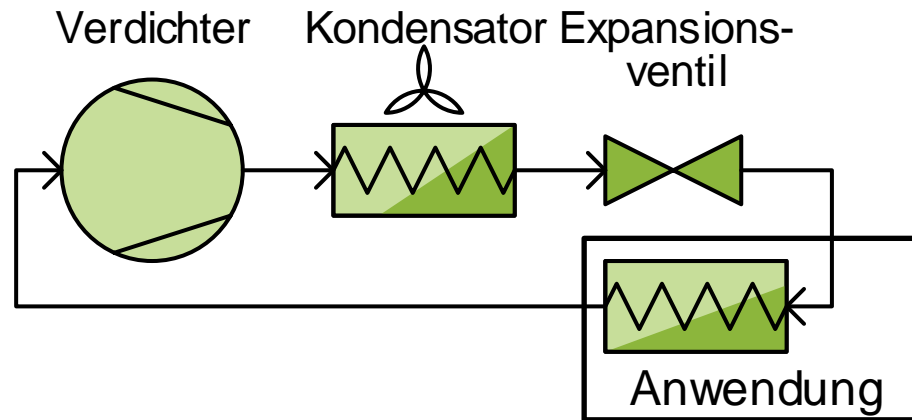 Verdichter
Kondensator
Expansions-
ventil
Anwendung